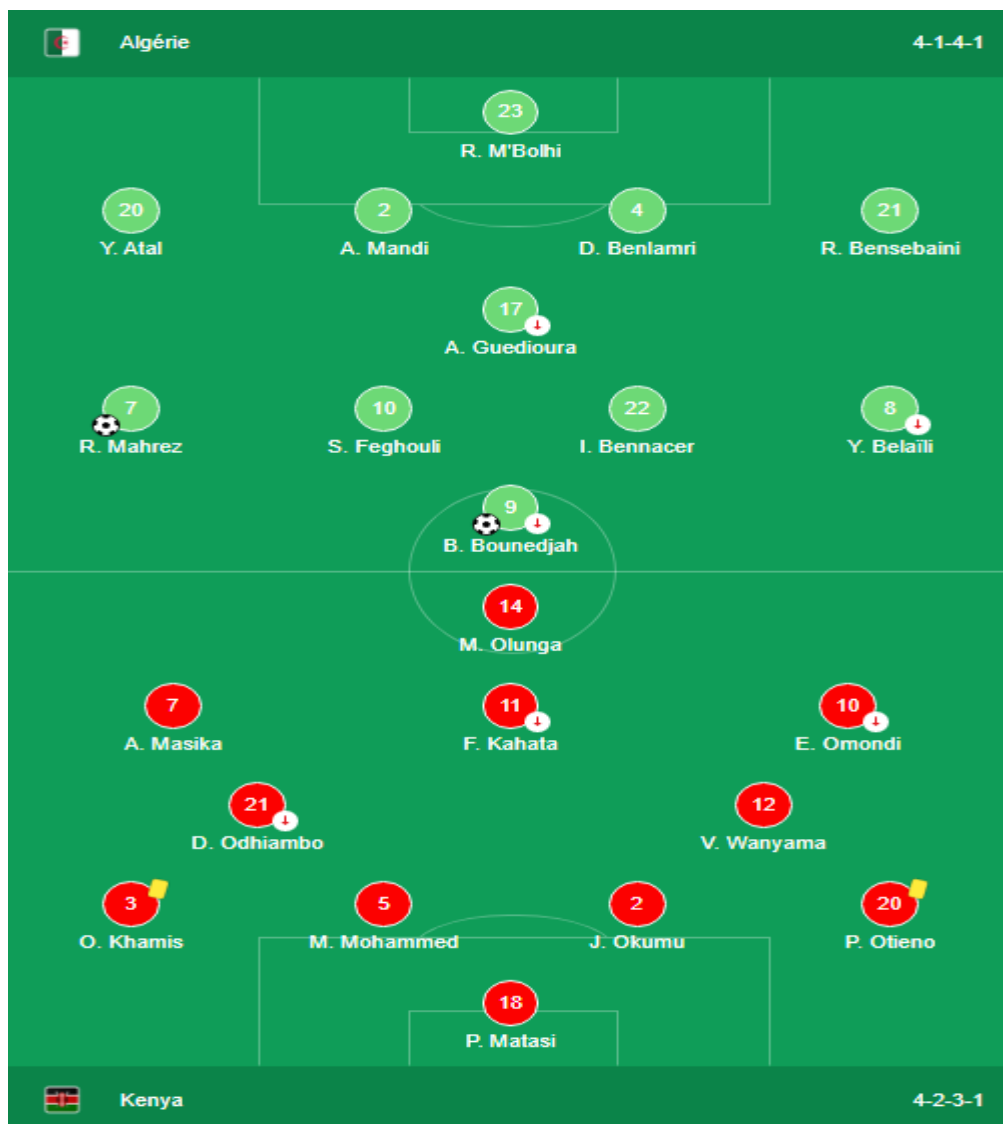 Algérie 4-1-4-1
23
R. M'Bolhi
20 2 4 21
Y. Atal A. Mandi D. Benlamri R. Bensebaini
17
A. Guedioura
7 10 22 8
R. Mahrez S. Feghouli I. Bennacer Y. Belaïli
9
B. Bounedjah
14
M. Olunga
7 11 10
A. Masika F. Kahata E. Omondi
21 12
D. Odhiambo V. Wanyama
3 5 2 20
O. Khamis M. Mohammed J. Okumu P. Otieno
18
P. Matasi
Kenya 4-2-3-1